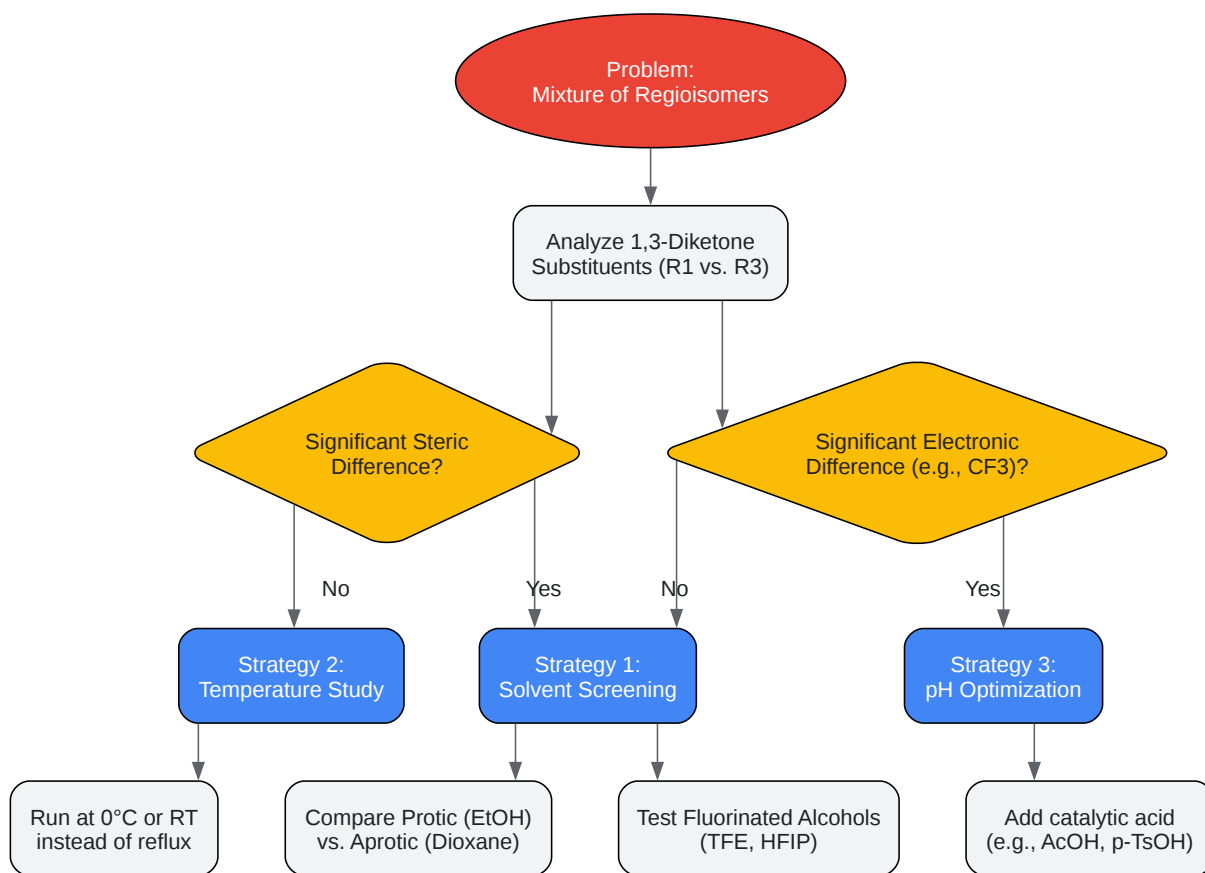 Problem:
Mixture of Regioisomers
Analyze 1,3-Diketone
Substituents (R1 vs. R3)
Significant Steric
Difference?
Significant Electronic
Difference (e.g., CF3)?
No
Yes
No
Yes
Strategy 2:
Temperature Study
Strategy 1:
Solvent Screening
Strategy 3:
pH Optimization
Run at 0°C or RT
instead of reflux
Compare Protic (EtOH)
vs. Aprotic (Dioxane)
Test Fluorinated Alcohols
(TFE, HFIP)
Add catalytic acid
(e.g., AcOH, p-TsOH)